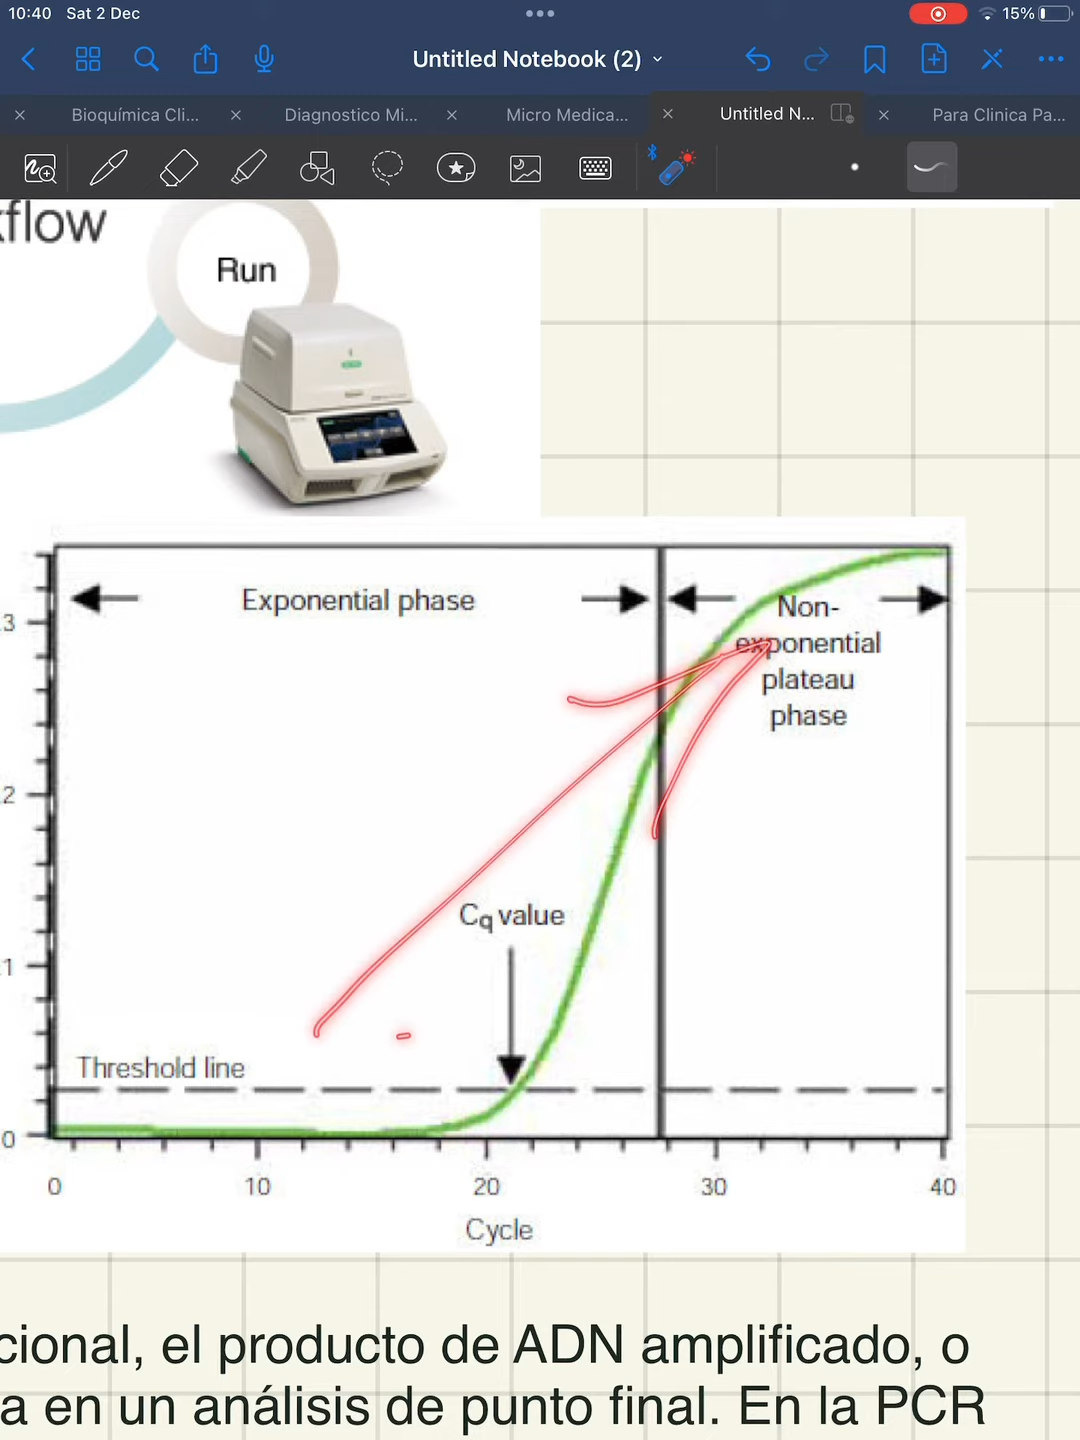 10:40 Sat 2 Dec
15%
Untitled Notebook (2)
Bioquímica Cli...
Diagnostico Mi...
Micro Medica...
Untitled N...
Para Clinica Pa...
flow
Run
Exponential phase
Non-
exponential
plateau
phase
3
2
Cq value
1
Threshold line
0
0 10 20 30 40
Cycle
cional, el producto de ADN amplificado, o
a en un análisis de punto final. En la PCR